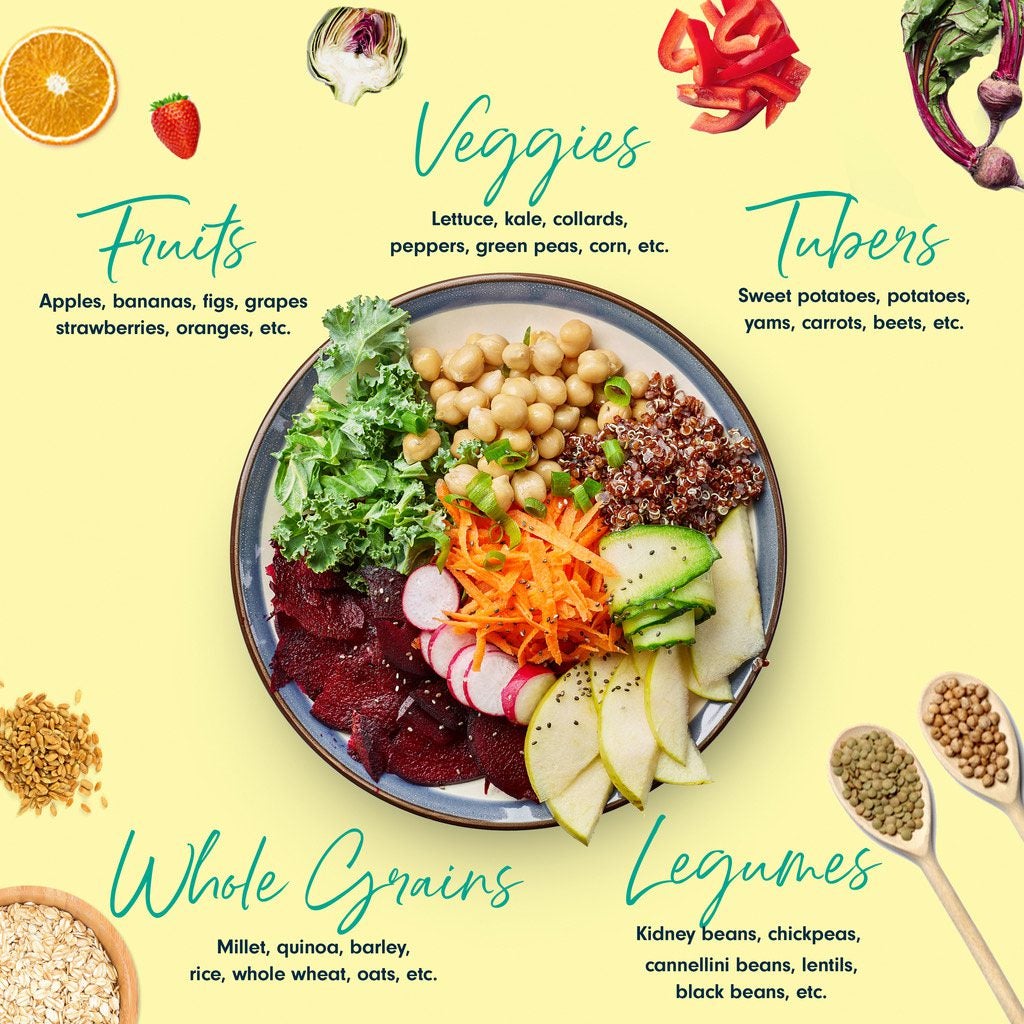 Veggies
Lettuce, kale, collards,
peppers, green peas, corn, etc.
Fruits
Apples, bananas, figs, grapes
strawberries, oranges, etc.
Tubers
Sweet potatoes, potatoes,
yams, carrots, beets, etc.
Whole Grains
Millet, quinoa, barley,
rice, whole wheat, oats, etc.
Legumes
Kidney beans, chickpeas,
cannellini beans, lentils,
black beans, etc.